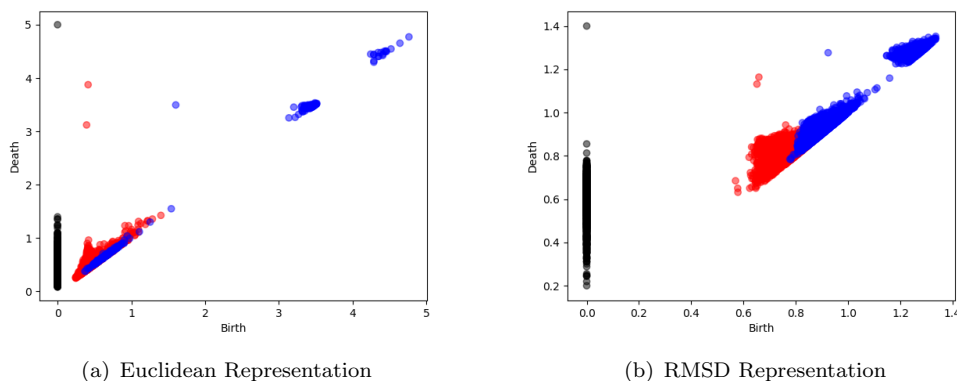 5
4
3
2
1
0
Death
0 1 2 3 4 5
Birth
1.4
1.2
1.0
0.8
0.6
0.4
0.2
Death
0.0 0.2 0.4 0.6 0.8 1.0 1.2 1.4
Birth
(a) Euclidean Representation
(b) RMSD Representation